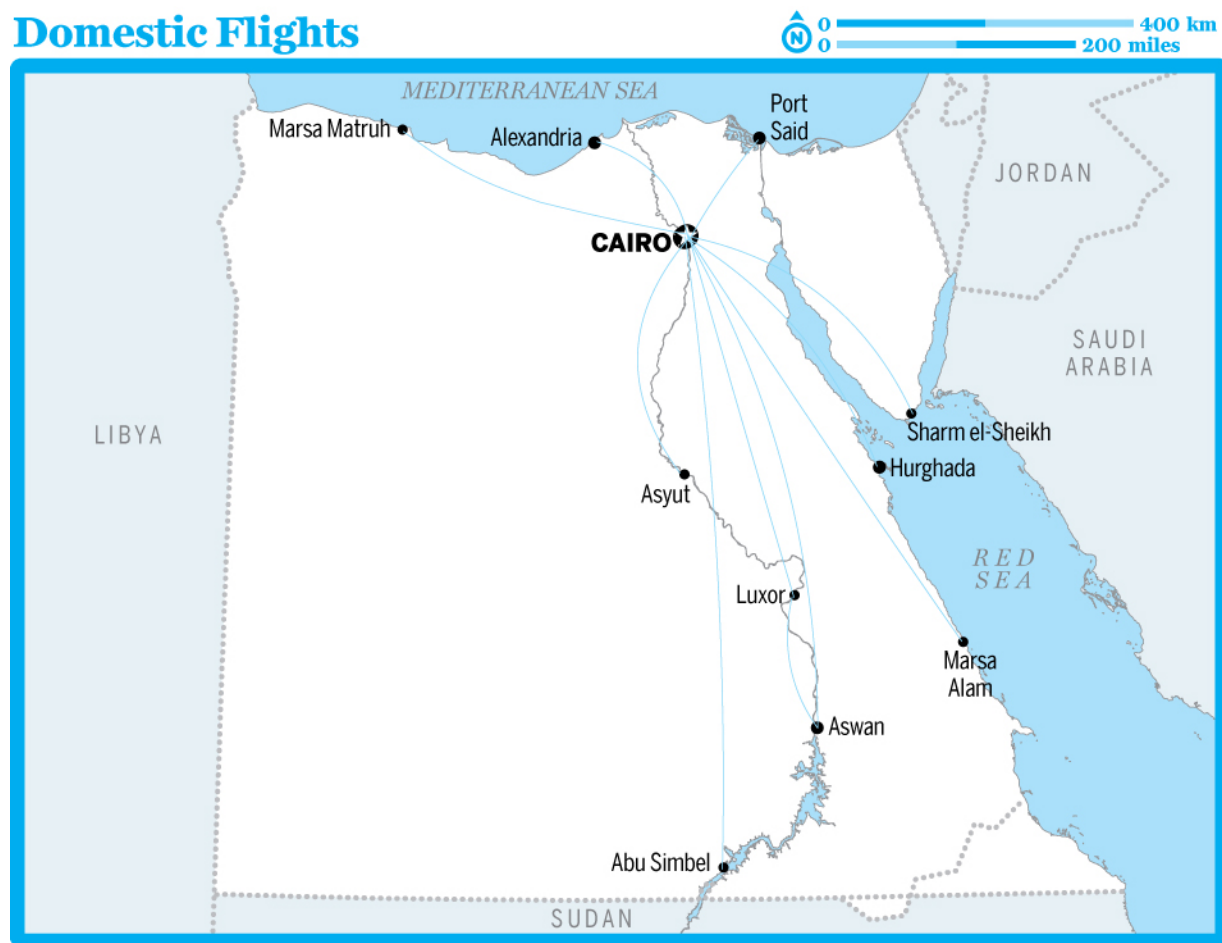 Domestic Flights
N
0 400 km
0 200 miles
MEDITERRANEAN SEA
Port
Said
Marsa Matruh
Alexandria
JORDAN
CAIRO
SAUDI
ARABIA
LIBYA
Sharm el-Sheikh
Hurghada
Asyut
RED
SEA
Luxor
Marsa
Alam
Aswan
Abu Simbel
SUDAN